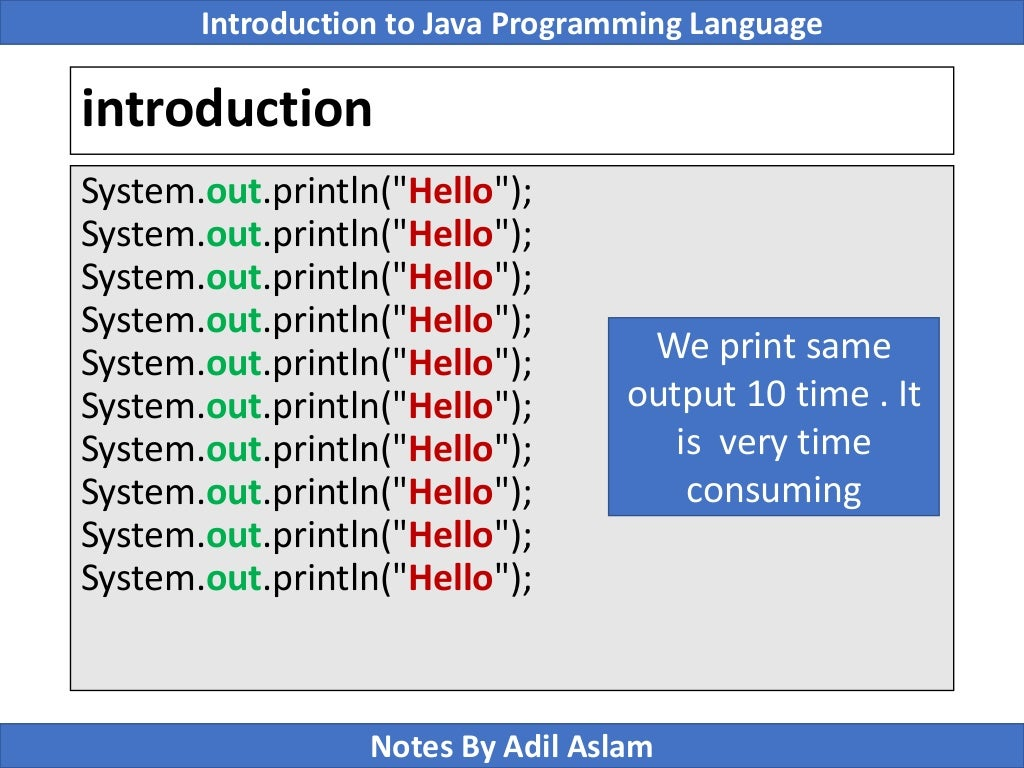 Introduction to Java Programming Language
introduction
System.out.println("Hello");
System.out.println("Hello");
System.out.println("Hello");
System.out.println("Hello");
System.out.println("Hello");
System.out.println("Hello");
System.out.println("Hello");
System.out.println("Hello");
System.out.println("Hello");
System.out.println("Hello");
We print same
output 10 time . It
is  very time
consuming
Notes By Adil Aslam